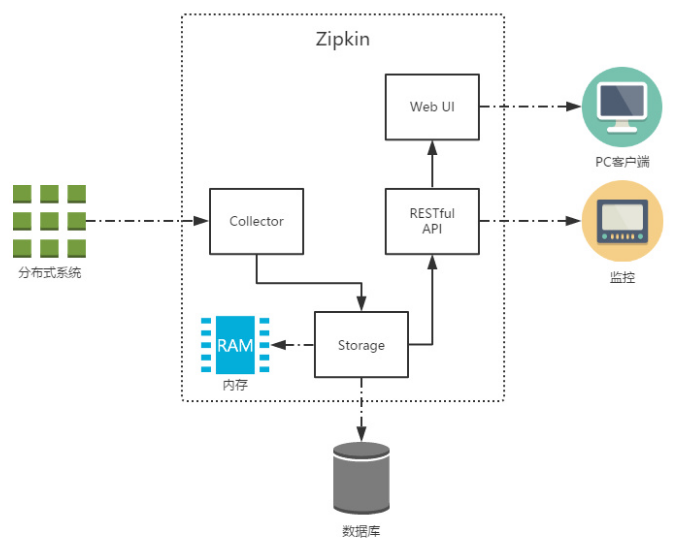 Zipkin
Web UI
PC客户端
Collector
RESTful
API
分布式系统
监控
RAM
Storage
内存
数据库